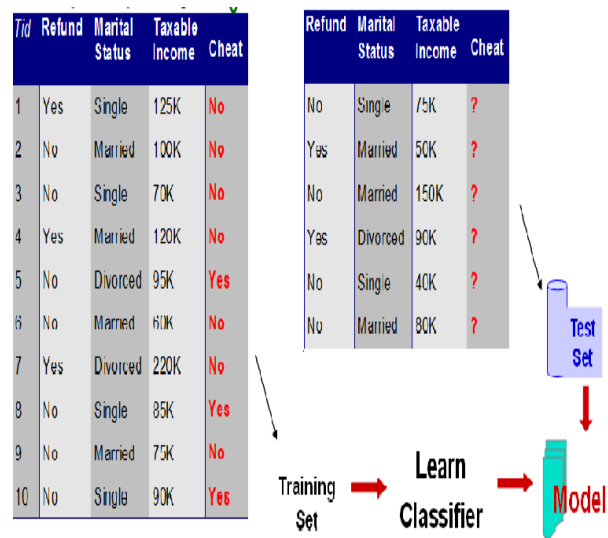 Tid Refund Marital Status Taxable Income Cheat
1 Yes Single 125K No
2 No Married 100K No
3 No Single 70K No
4 Yes Married 120K No
5 No Divorced 95K Yes
6 No Married 60K No
7 Yes Divorced 220K No
8 No Single 85K Yes
9 No Married 75K No
10 No Single 90K Yes
Refund Marital Status Taxable Income Cheat
No Single 75K ?
Yes Married 50K ?
No Married 150K ?
Yes Divorced 90K ?
No Single 40K ?
No Married 80K ?
Test
Set
Training
Set
Learn
Classifier
Model